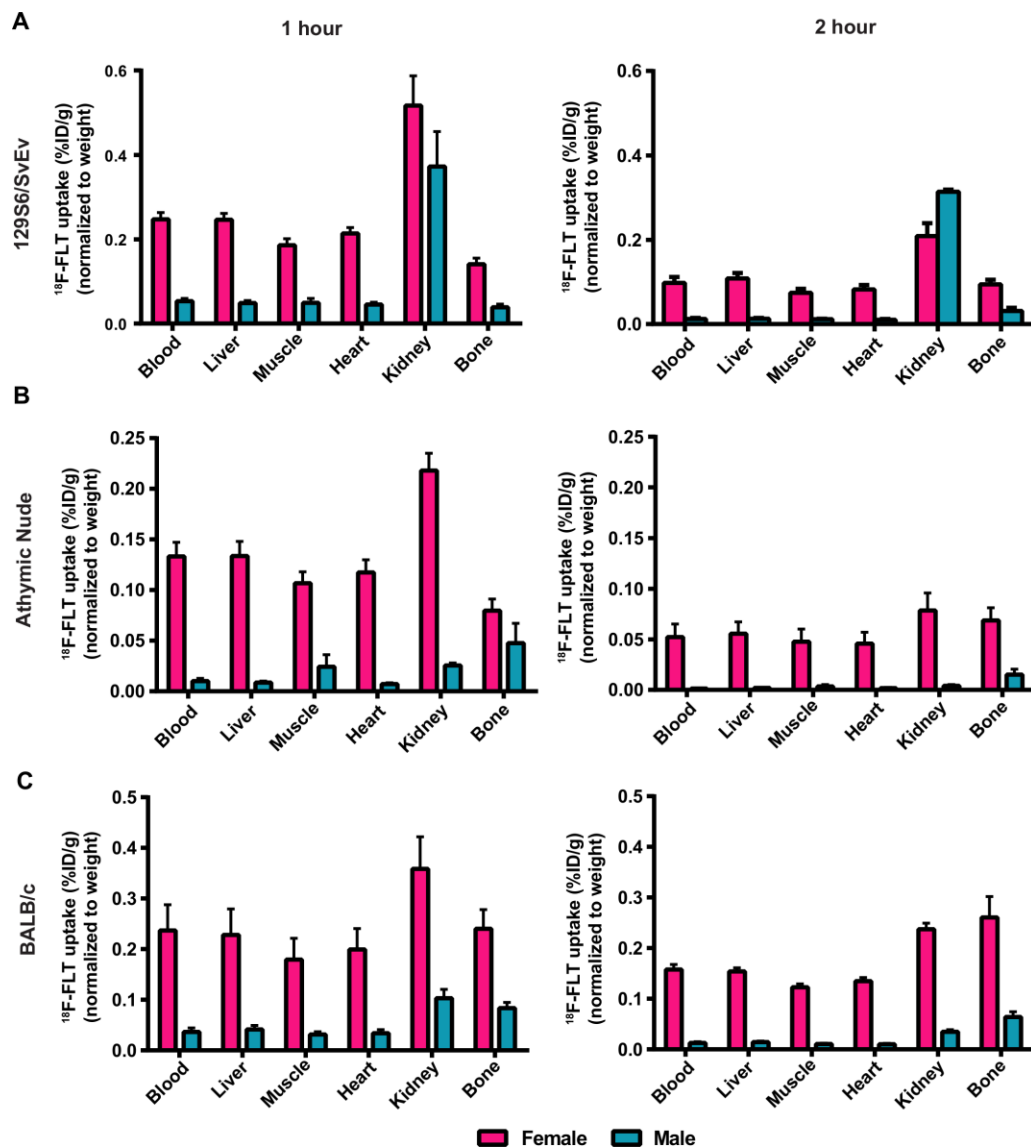 A
1 hour
2 hour
129S6/SvEv
¹⁸F-FLT uptake (%ID/g)
(normalized to weight)
0.6
0.4
0.2
0.0
Blood
Liver
Muscle
Heart
Kidney
Bone
¹⁸F-FLT uptake (%ID/g)
(normalized to weight)
0.6
0.4
0.2
0.0
Blood
Liver
Muscle
Heart
Kidney
Bone
B
Athymic Nude
¹⁸F-FLT uptake (%ID/g)
(normalized to weight)
0.25
0.20
0.15
0.10
0.05
0.00
Blood
Liver
Muscle
Heart
Kidney
Bone
¹⁸F-FLT uptake (%ID/g)
(normalized to weight)
0.25
0.20
0.15
0.10
0.05
0.00
Blood
Liver
Muscle
Heart
Kidney
Bone
C
BALB/c
¹⁸F-FLT uptake (%ID/g)
(normalized to weight)
0.5
0.4
0.3
0.2
0.1
0.0
Blood
Liver
Muscle
Heart
Kidney
Bone
¹⁸F-FLT uptake (%ID/g)
(normalized to weight)
0.5
0.4
0.3
0.2
0.1
0.0
Blood
Liver
Muscle
Heart
Kidney
Bone
Female
Male